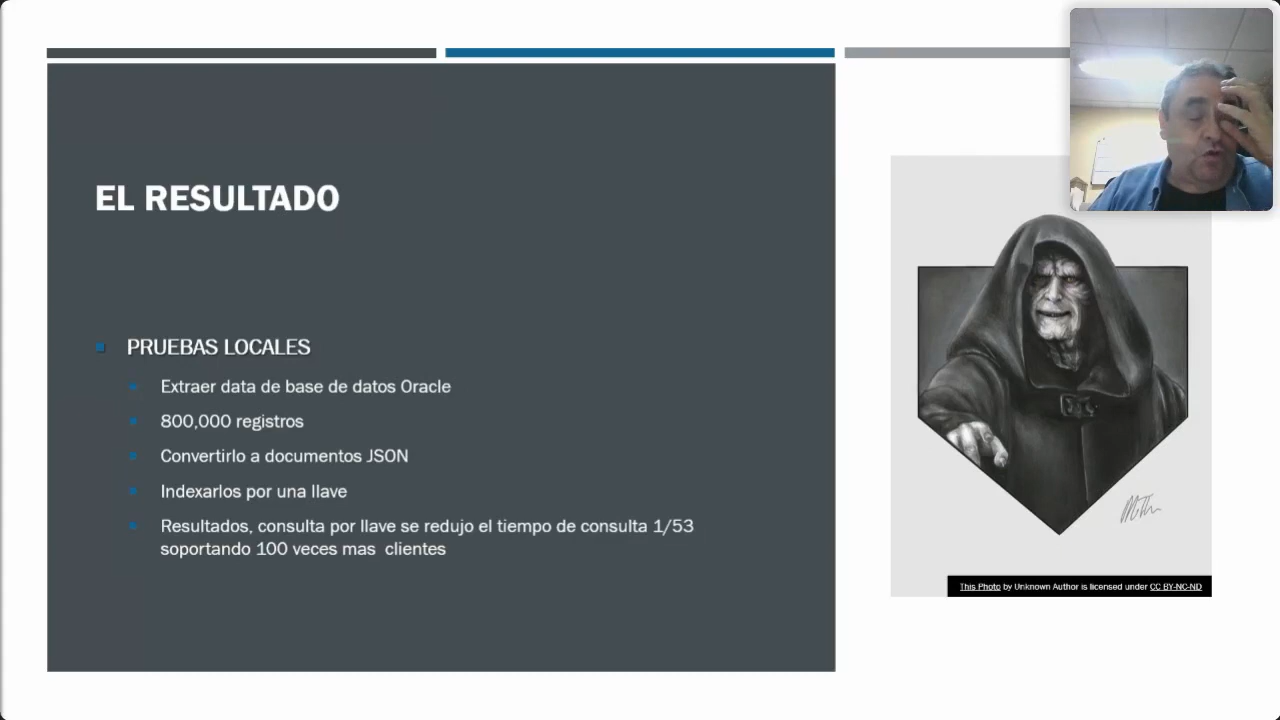 EL RESULTADO
PRUEBAS LOCALES
Extraer data de base de datos Oracle
800,000 registros
Convertirlo a documentos JSON
Indexarlos por una llave
Resultados, consulta por llave se redujo el tiempo de consulta 1/53
soportando 100 veces mas clientes
This Photo by Unknown Author is licensed under CC BY-NC-ND